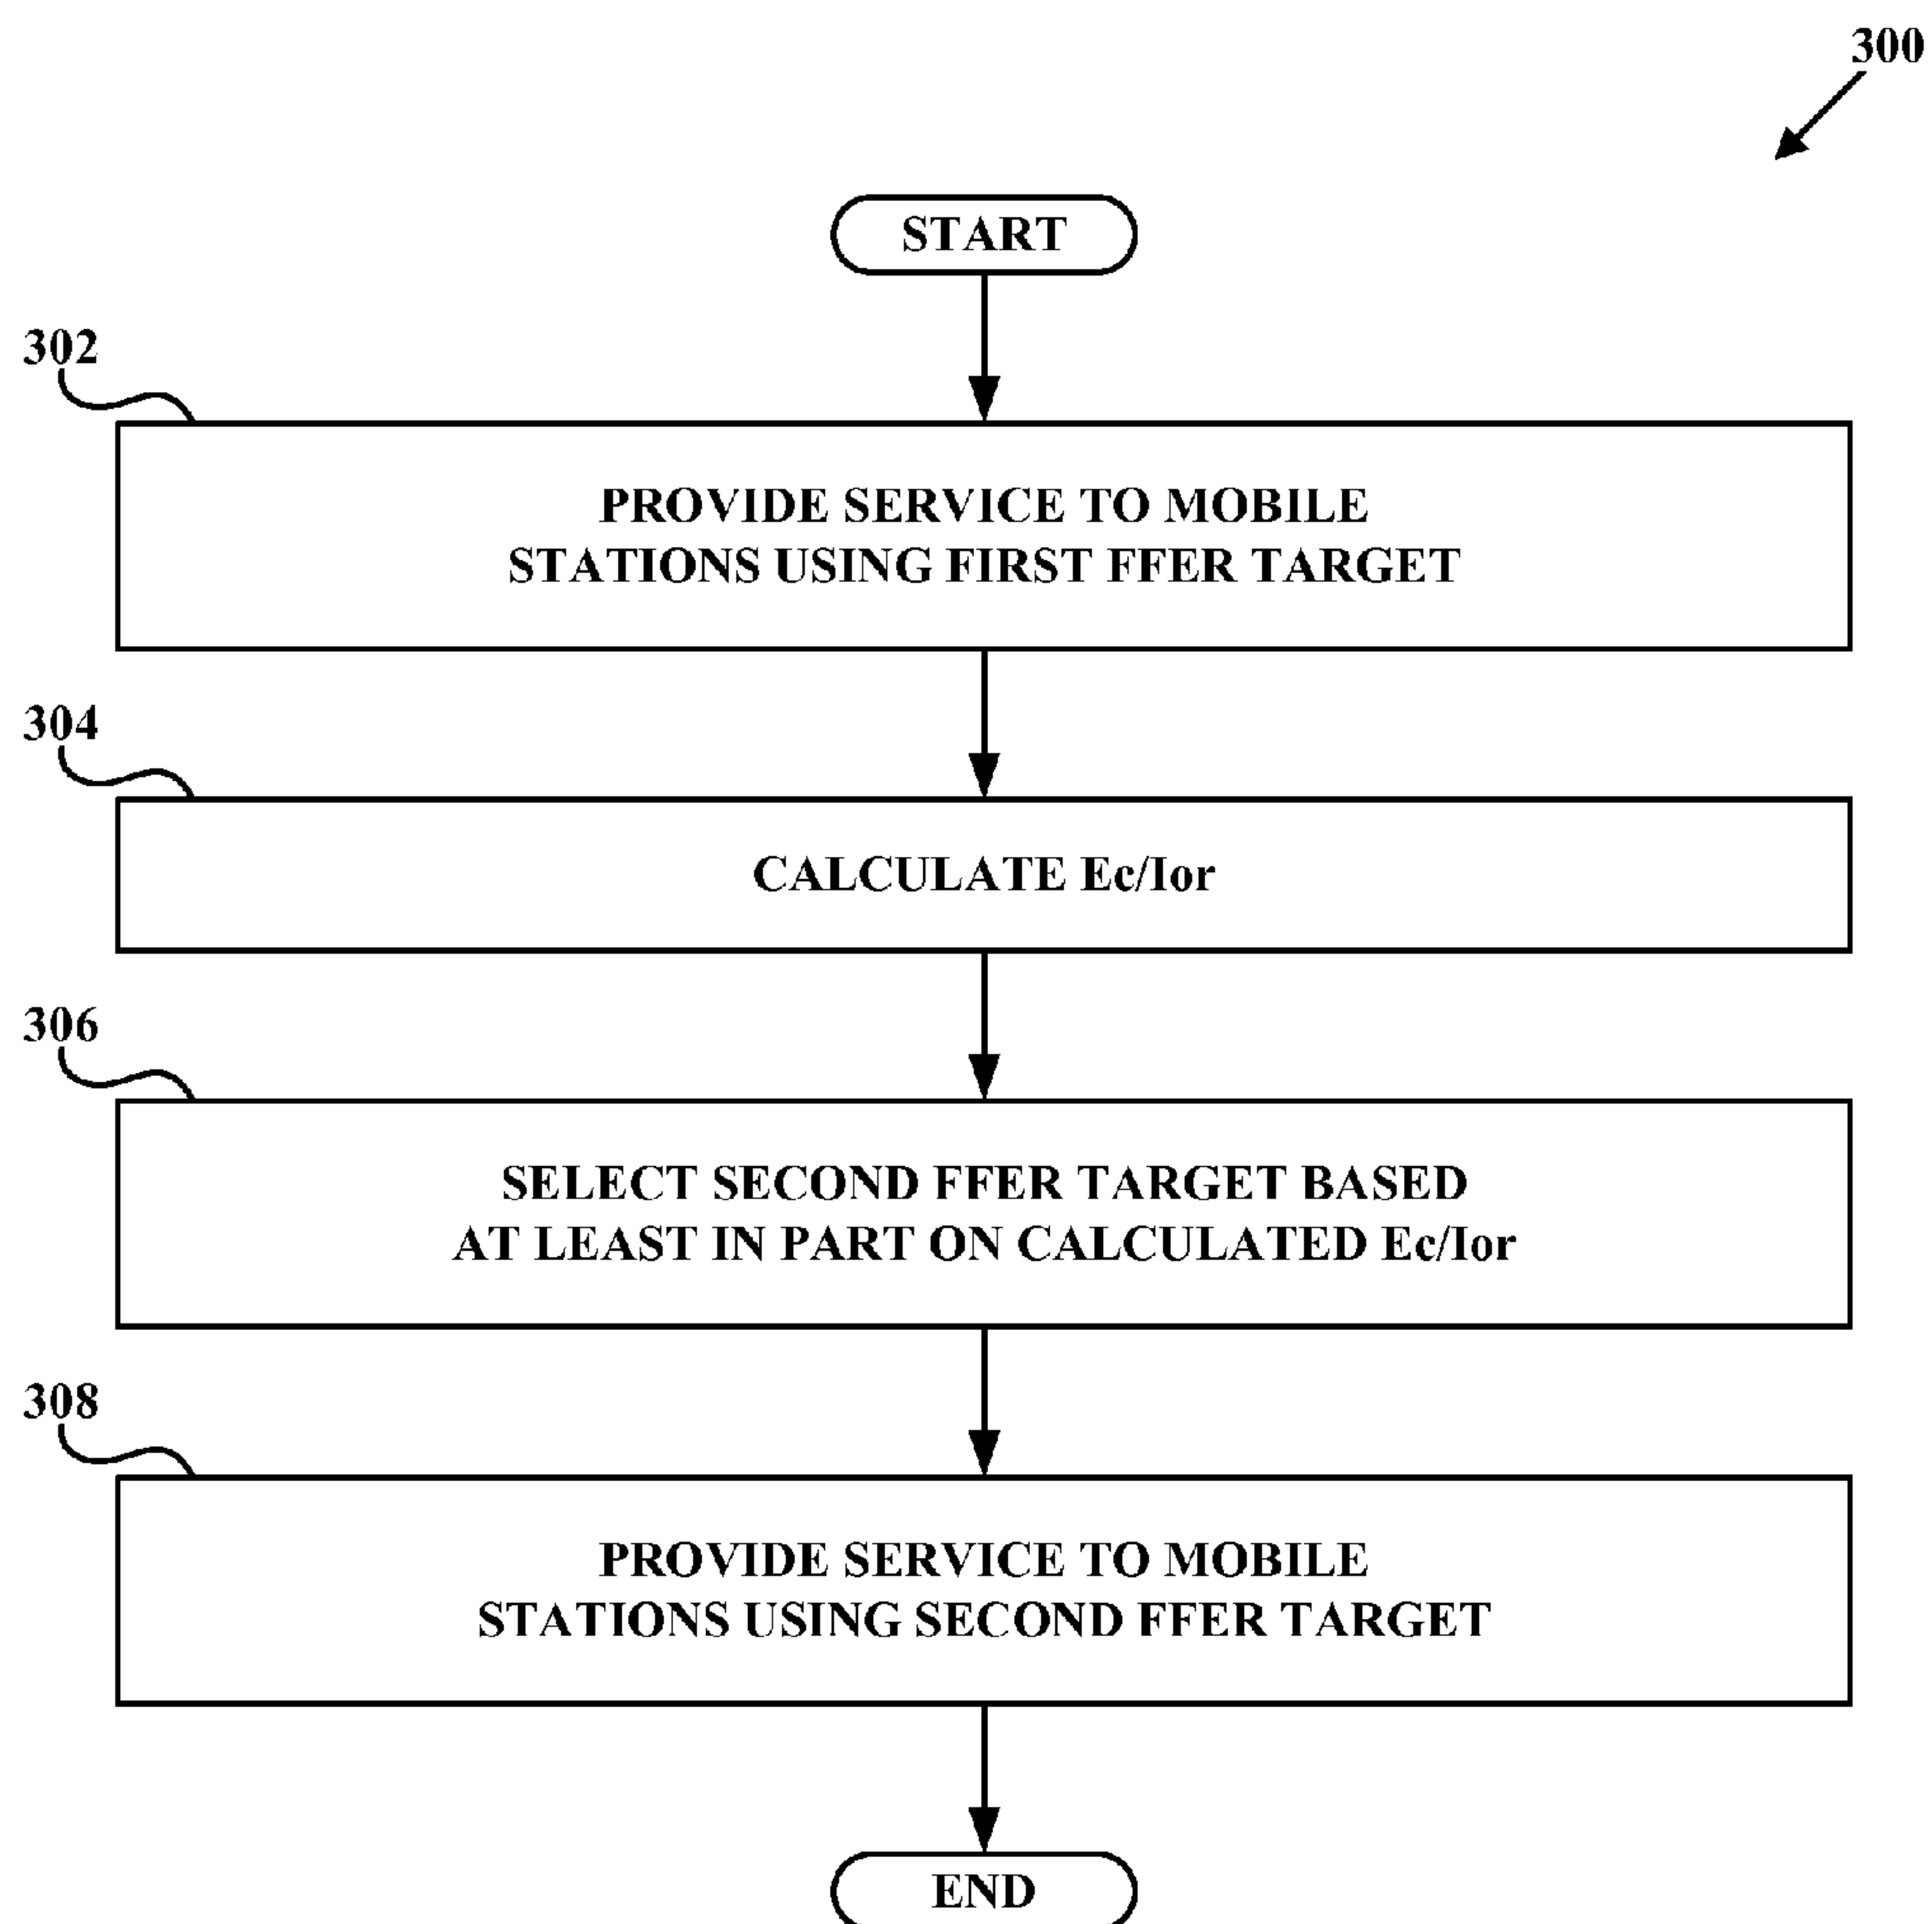 300
START
302
PROVIDE SERVICE TO MOBILE
STATIONS USING FIRST FFER TARGET
304
CALCULATE Ec/Ior
306
SELECT SECOND FFER TARGET BASED
AT LEAST IN PART ON CALCULATED Ec/Ior
308
PROVIDE SERVICE TO MOBILE
STATIONS USING SECOND FFER TARGET
END